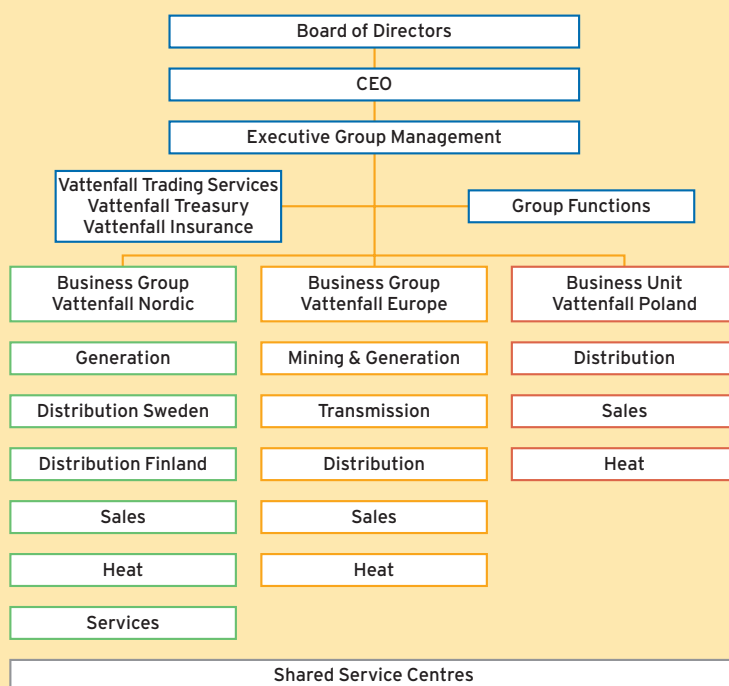 Board of Directors
CEO
Executive Group Management
Vattenfall Trading Services
Vattenfall Treasury
Vattenfall Insurance
Group Functions
Business Group
Vattenfall Nordic
Generation
Distribution Sweden
Distribution Finland
Sales
Heat
Services
Business Group
Vattenfall Europe
Mining & Generation
Transmission
Distribution
Sales
Heat
Business Unit
Vattenfall Poland
Distribution
Sales
Heat
Shared Service Centres